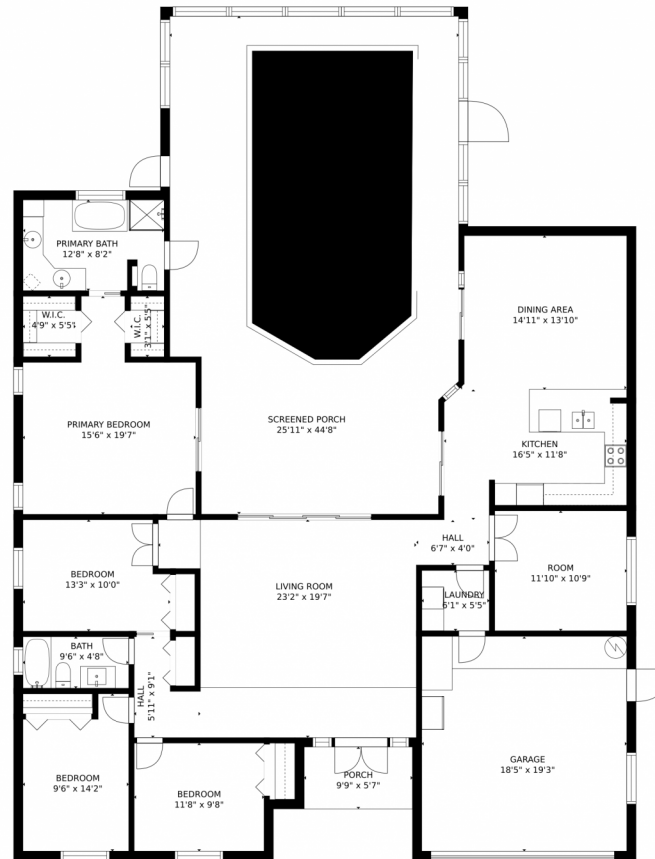 PRIMARY BATH
12'8" x 8'2"
W.I.C.
4'9" x 5'5"
W.I.C.
3'1" x 5'5"
DINING AREA
14'11" x 13'10"
PRIMARY BEDROOM
15'6" x 19'7"
SCREENED PORCH
25'11" x 44'8"
KITCHEN
16'5" x 11'8"
HALL
6'7" x 4'0"
BEDROOM
13'3" x 10'0"
LIVING ROOM
23'2" x 19'7"
ROOM
11'10" x 10'9"
LAUNDRY
6'1" x 5'5"
BATH
9'6" x 4'8"
HALL
5'11" x 9'1"
BEDROOM
9'6" x 14'2"
BEDROOM
11'8" x 9'8"
PORCH
9'9" x 5'7"
GARAGE
18'5" x 19'3"